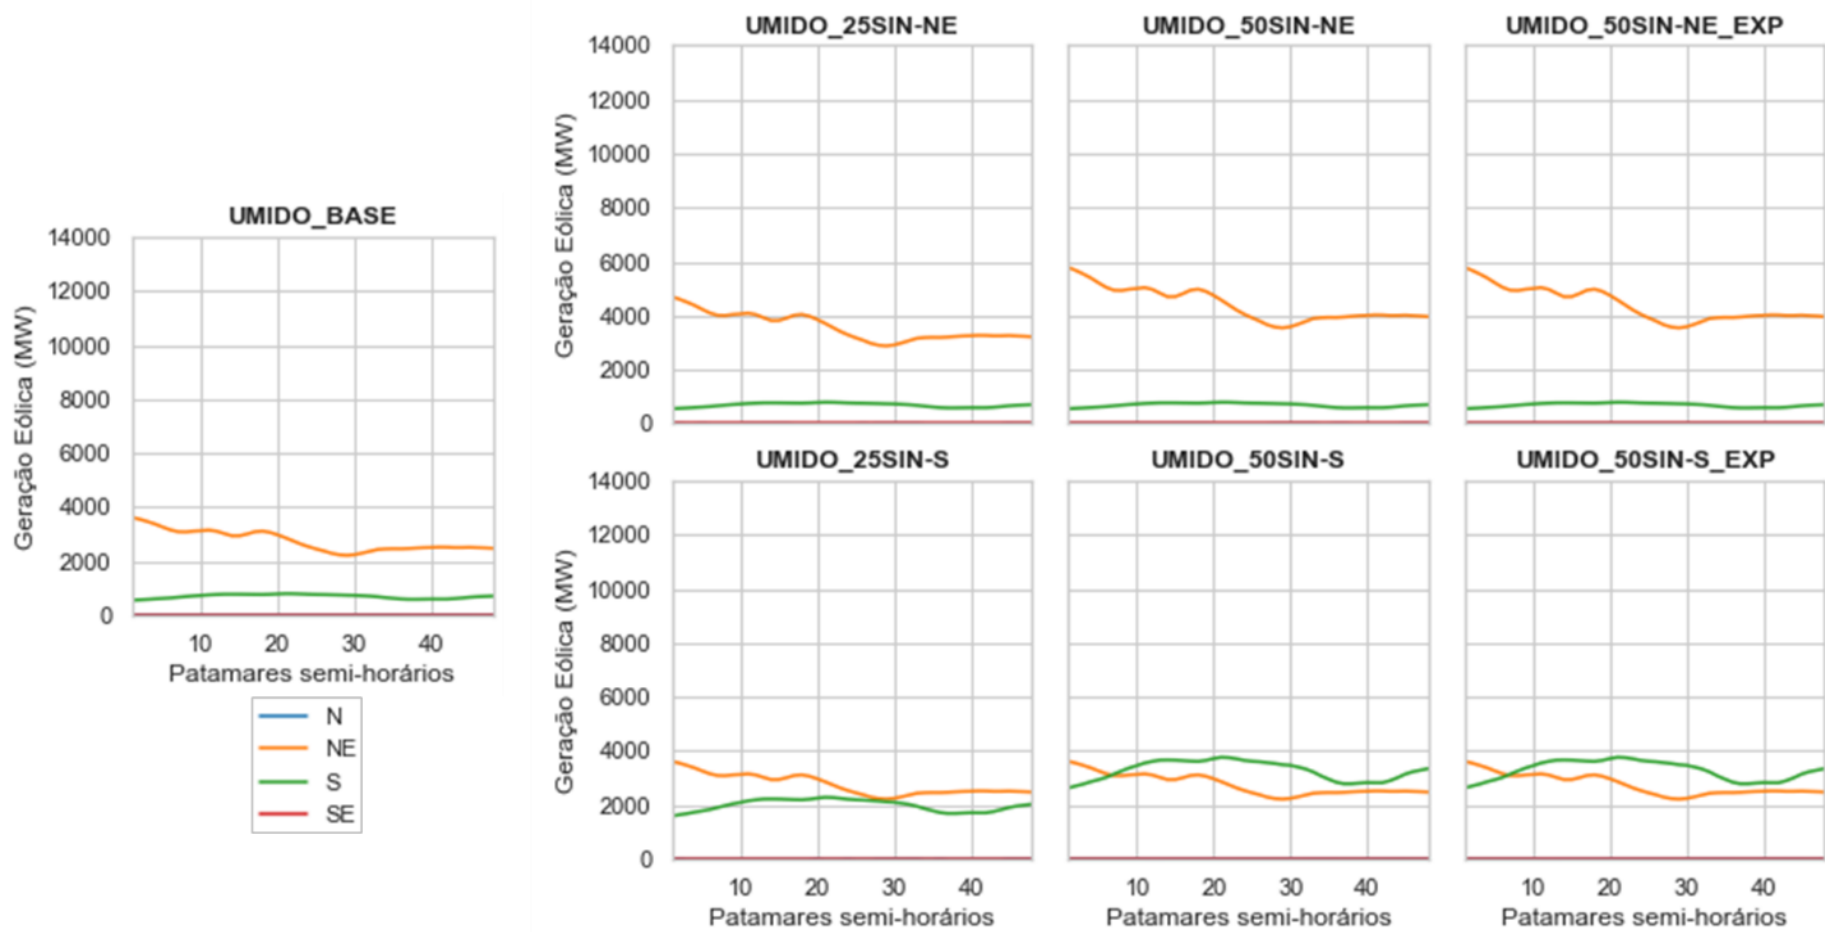 UMIDO_BASE
14000
12000
10000
8000
6000
4000
2000
0
Geração Eólica (MW)
10 20 30 40
Patamares semi-horários
N
NE
S
SE
UMIDO_25SIN-NE
UMIDO_50SIN-NE
UMIDO_50SIN-NE_EXP
14000
12000
10000
8000
6000
4000
2000
0
Geração Eólica (MW)
UMIDO_25SIN-S
UMIDO_50SIN-S
UMIDO_50SIN-S_EXP
14000
12000
10000
8000
6000
4000
2000
0
Geração Eólica (MW)
10 20 30 40
Patamares semi-horários
10 20 30 40
Patamares semi-horários
10 20 30 40
Patamares semi-horários